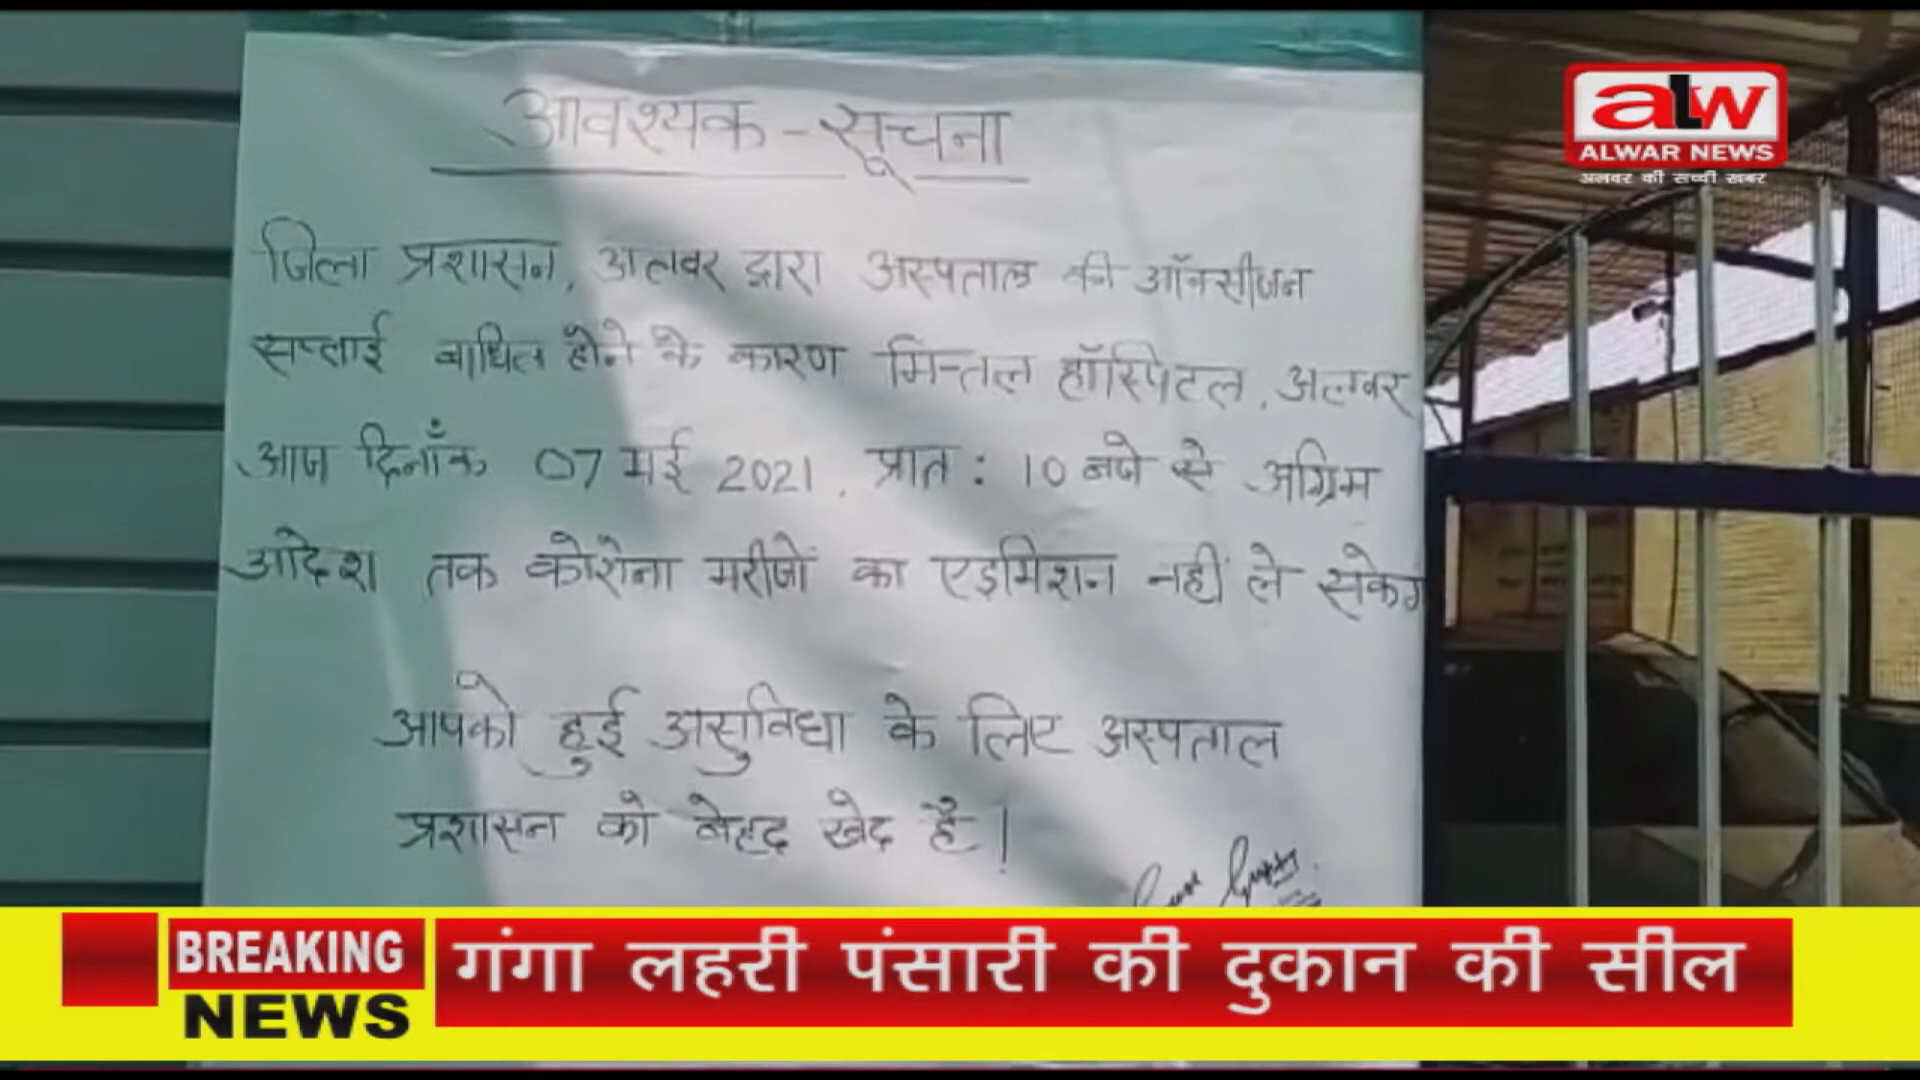 आवश्यक - सूचना
जिला प्रशासन, अलवर द्वारा अस्पताल की ऑक्सीजन
सप्लाई बाधित होने के कारण मित्तल हॉस्पिटल, अलवर
आज दिनाँक 07 मई 2021, प्रात: 10 बजे से अग्रिम
आदेश तक कोरोना मरीजों का एडमिशन नहीं ले सकेग
आपको हुई असुविधा के लिए अस्पताल
प्रशासन को बेहद खेद है।
Gupta
aLw
ALWAR NEWS
अलवर की सच्ची खबर
BREAKING
NEWS
गंगा लहरी पंसारी की दुकान की सील